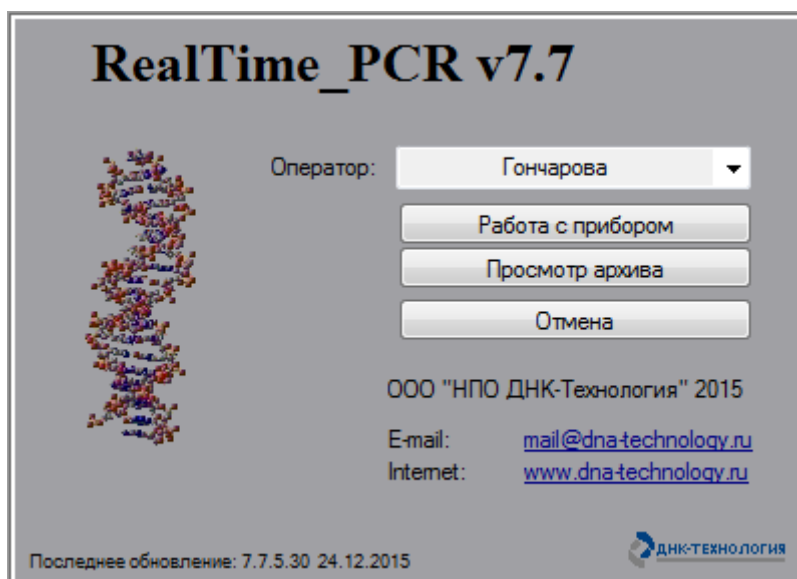 RealTime_PCR v7.7
Оператор: Гончарова
Работа с прибором
Просмотр архива
Отмена
ООО "НПО ДНК-Технология" 2015
E-mail: mail@dna-technology.ru
Internet: www.dna-technology.ru
ДНК-ТЕХНОЛОГИЯ
Последнее обновление: 7.7.5.30 24.12.2015